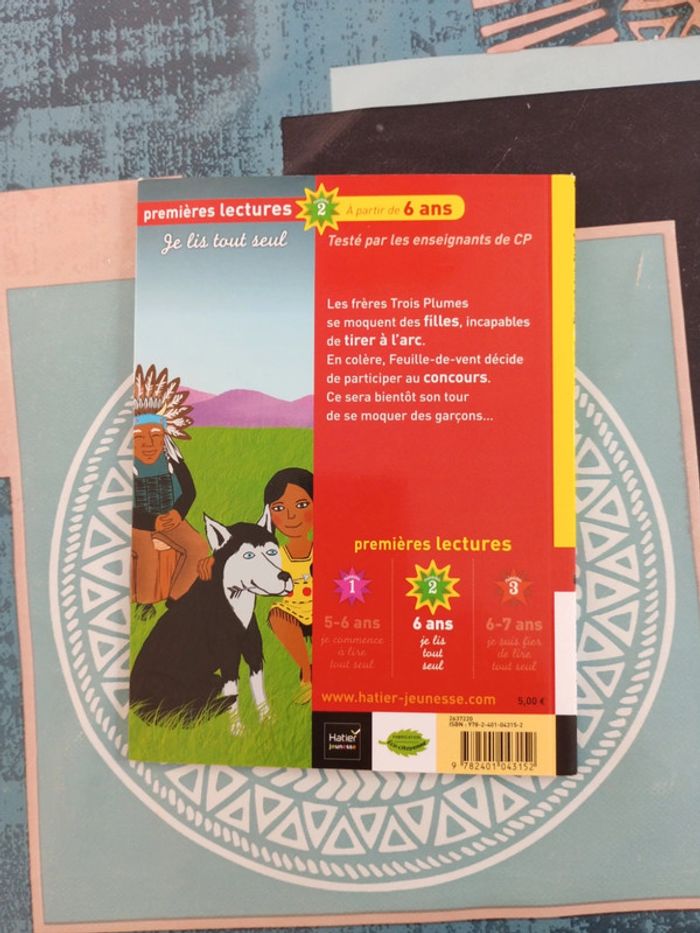 premières lectures 2 À partir de 6 ans
Je lis tout seul
Testé par les enseignants de CP
Les frères Trois Plumes
se moquent des filles, incapables
de tirer à l'arc.
En colère, Feuille-de-vent décide
de participer au concours.
Ce sera bientôt son tour
de se moquer des garçons...
premières lectures
1
5-6 ans
je commence
à lire
tout seul
2
6 ans
je lis
tout
seul
3
6-7 ans
je suis fier
de lire
tout seul
www.hatier-jeunesse.com
5,00 €
Hatier
jeunesse
FABRICATION
ÉCO-CITOYENNE
2637220
ISBN : 978-2-401-04315-2
9 782401 043152